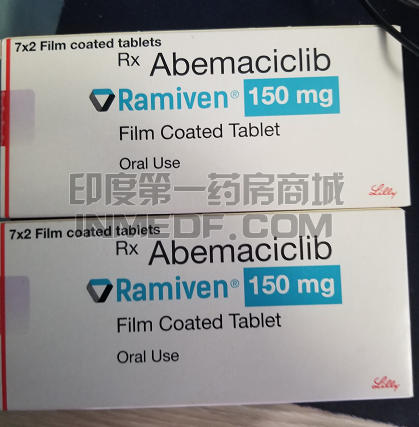 7x2 Film coated tablets
Rx Abemaciclib
Ramiven® 150 mg
Film Coated Tablet
Oral Use
Lilly
印度第一药房商城
INMEDF.COM
7x2 Film coated tablets
Rx Abemaciclib
Ramiven® 150 mg
Film Coated Tablet
Oral Use
Lilly